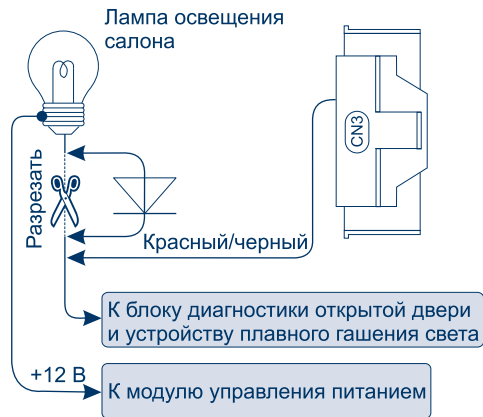 Лампа освещения
салона
CN3
Разрезать
Красный/черный
К блоку диагностики открытой двери
и устройству плавного гашения света
+12 В
К модулю управления питанием